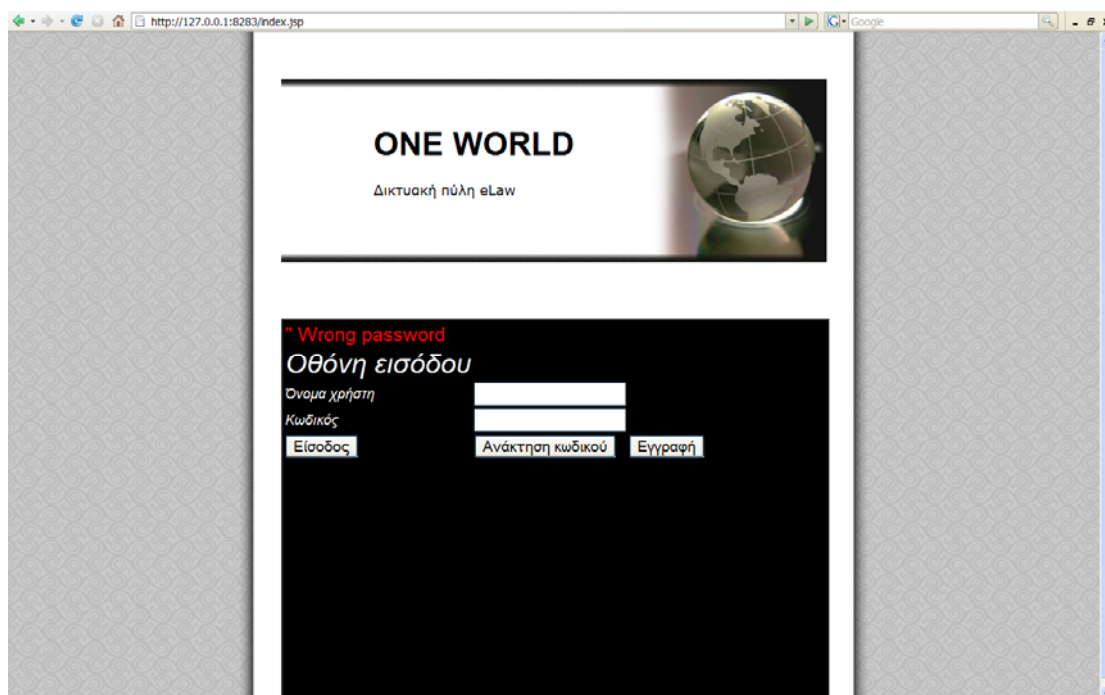 http://127.0.0.1:8283/index.jsp
Google
ONE WORLD
Δικτυακή πύλη eLaw
" Wrong password
Οθόνη εισόδου
Όνομα χρήστη
Κωδικός
Είσοδος Ανάκτηση κωδικού Εγγραφή